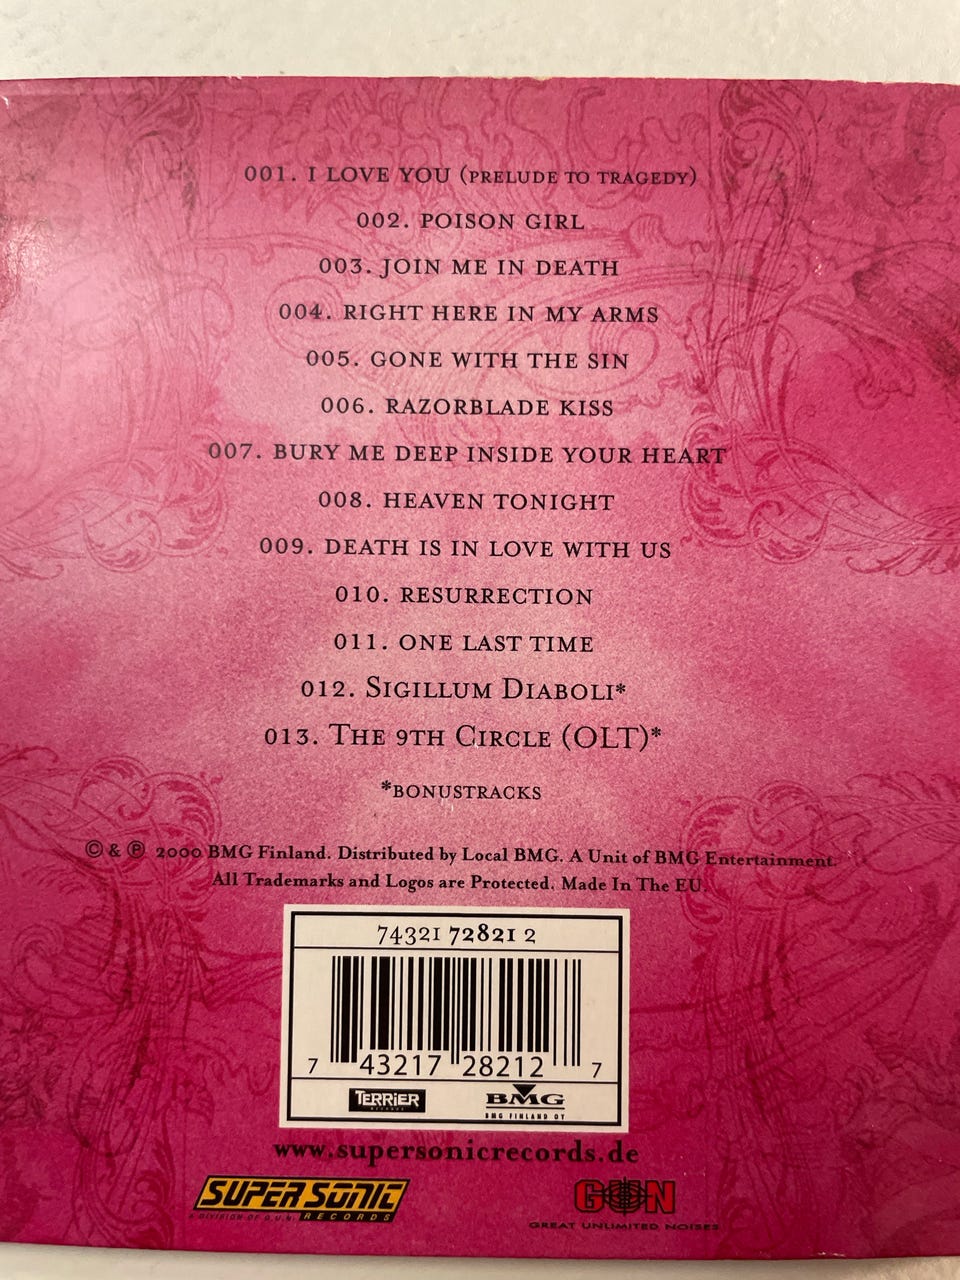 001. I LOVE YOU (PRELUDE TO TRAGEDY)
002. POISON GIRL
003. JOIN ME IN DEATH
004. RIGHT HERE IN MY ARMS
005. GONE WITH THE SIN
006. RAZORBLADE KISS
007. BURY ME DEEP INSIDE YOUR HEART
008. HEAVEN TONIGHT
009. DEATH IS IN LOVE WITH US
010. RESURRECTION
011. ONE LAST TIME
012. SIGILLUM DIABOLI*
013. THE 9TH CIRCLE (OLT)*
*BONUSTRACKS
© & ℗ 2000 BMG Finland. Distributed by Local BMG. A Unit of BMG Entertainment.
All Trademarks and Logos are Protected. Made In The EU.
74321 72821 2
7 43217 28212 7
TERRIER RECORDS
BMG
BMG FINLAND OY
www.supersonicrecords.de
SUPER SONIC
A DIVISION OF G.U.N. RECORDS
GUN
GREAT UNLIMITED NOISES